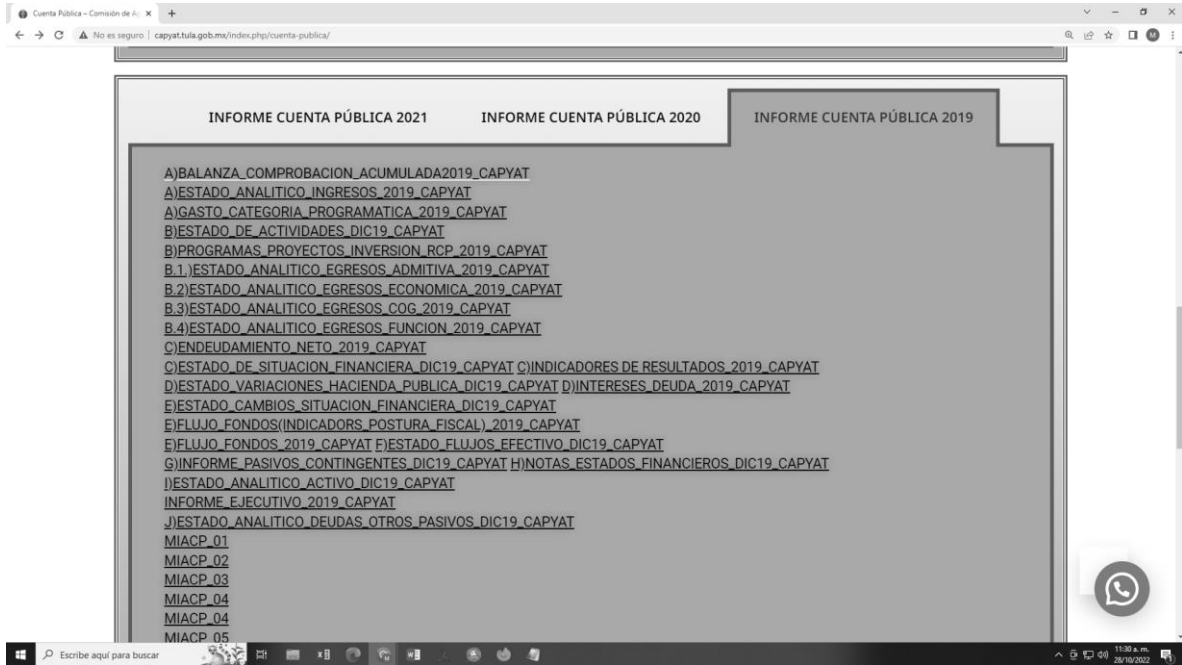 Cuenta Pública – Comisión de Ag
No es seguro | capyat.tula.gob.mx/index.php/cuenta-publica/
M
INFORME CUENTA PÚBLICA 2021 INFORME CUENTA PÚBLICA 2020 INFORME CUENTA PÚBLICA 2019
A)BALANZA_COMPROBACION_ACUMULADA2019_CAPYAT
A)ESTADO_ANALITICO_INGRESOS_2019_CAPYAT
A)GASTO_CATEGORIA_PROGRAMATICA_2019_CAPYAT
B)ESTADO_DE_ACTIVIDADES_DIC19_CAPYAT
B)PROGRAMAS_PROYECTOS_INVERSION_RCP_2019_CAPYAT
B.1.)ESTADO_ANALITICO_EGRESOS_ADMITIVA_2019_CAPYAT
B.2)ESTADO_ANALITICO_EGRESOS_ECONOMICA_2019_CAPYAT
B.3)ESTADO_ANALITICO_EGRESOS_COG_2019_CAPYAT
B.4)ESTADO_ANALITICO_EGRESOS_FUNCION_2019_CAPYAT
C)ENDEUDAMIENTO_NETO_2019_CAPYAT
C)ESTADO_DE_SITUACION_FINANCIERA_DIC19_CAPYAT C)INDICADORES DE RESULTADOS_2019_CAPYAT
D)ESTADO_VARIACIONES_HACIENDA_PUBLICA_DIC19_CAPYAT D)INTERESES_DEUDA_2019_CAPYAT
E)ESTADO_CAMBIOS_SITUACION_FINANCIERA_DIC19_CAPYAT
E)FLUJO_FONDOS(INDICADORS_POSTURA_FISCAL)_2019_CAPYAT
E)FLUJO_FONDOS_2019_CAPYAT F)ESTADO_FLUJOS_EFECTIVO_DIC19_CAPYAT
G)INFORME_PASIVOS_CONTINGENTES_DIC19_CAPYAT H)NOTAS_ESTADOS_FINANCIEROS_DIC19_CAPYAT
I)ESTADO_ANALITICO_ACTIVO_DIC19_CAPYAT
INFORME_EJECUTIVO_2019_CAPYAT
J)ESTADO_ANALITICO_DEUDAS_OTROS_PASIVOS_DIC19_CAPYAT
MIACP_01
MIACP_02
MIACP_03
MIACP_04
MIACP_04
MIACP_05
Escribe aquí para buscar
11:30 a. m.
28/10/2022